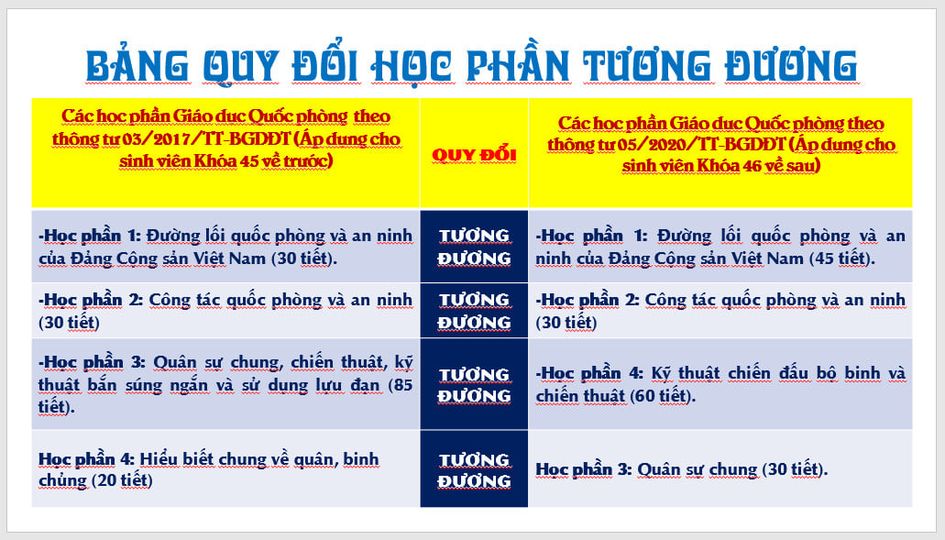 BẢNG QUY ĐỔI HỌC PHẦN TƯƠNG ĐƯƠNG
Các học phần Giáo dục Quốc phòng theo
thông tư 03/2017/TT-BGDĐT (Áp dụng cho
sinh viên Khóa 45 về trước)
QUY ĐỔI
Các học phần Giáo dục Quốc phòng theo
thông tư 05/2020/TT-BGDĐT (Áp dụng cho
sinh viên Khóa 46 về sau)
-Học phần 1: Đường lối quốc phòng và an ninh
của Đảng Cộng sản Việt Nam (30 tiết).
TƯƠNG
ĐƯƠNG
-Học phần 1: Đường lối quốc phòng và an
ninh của Đảng Cộng sản Việt Nam (45 tiết).
-Học phần 2: Công tác quốc phòng và an ninh
(30 tiết)
TƯƠNG
ĐƯƠNG
-Học phần 2: Công tác quốc phòng và an ninh
(30 tiết)
-Học phần 3: Quân sự chung, chiến thuật, kỹ
thuật bắn súng ngắn và sử dụng lựu đạn (85
tiết).
TƯƠNG
ĐƯƠNG
-Học phần 4: Kỹ thuật chiến đấu bộ binh và
chiến thuật (60 tiết).
Học phần 4: Hiểu biết chung về quân, binh
chủng (20 tiết)
TƯƠNG
ĐƯƠNG
Học phần 3: Quân sự chung (30 tiết).